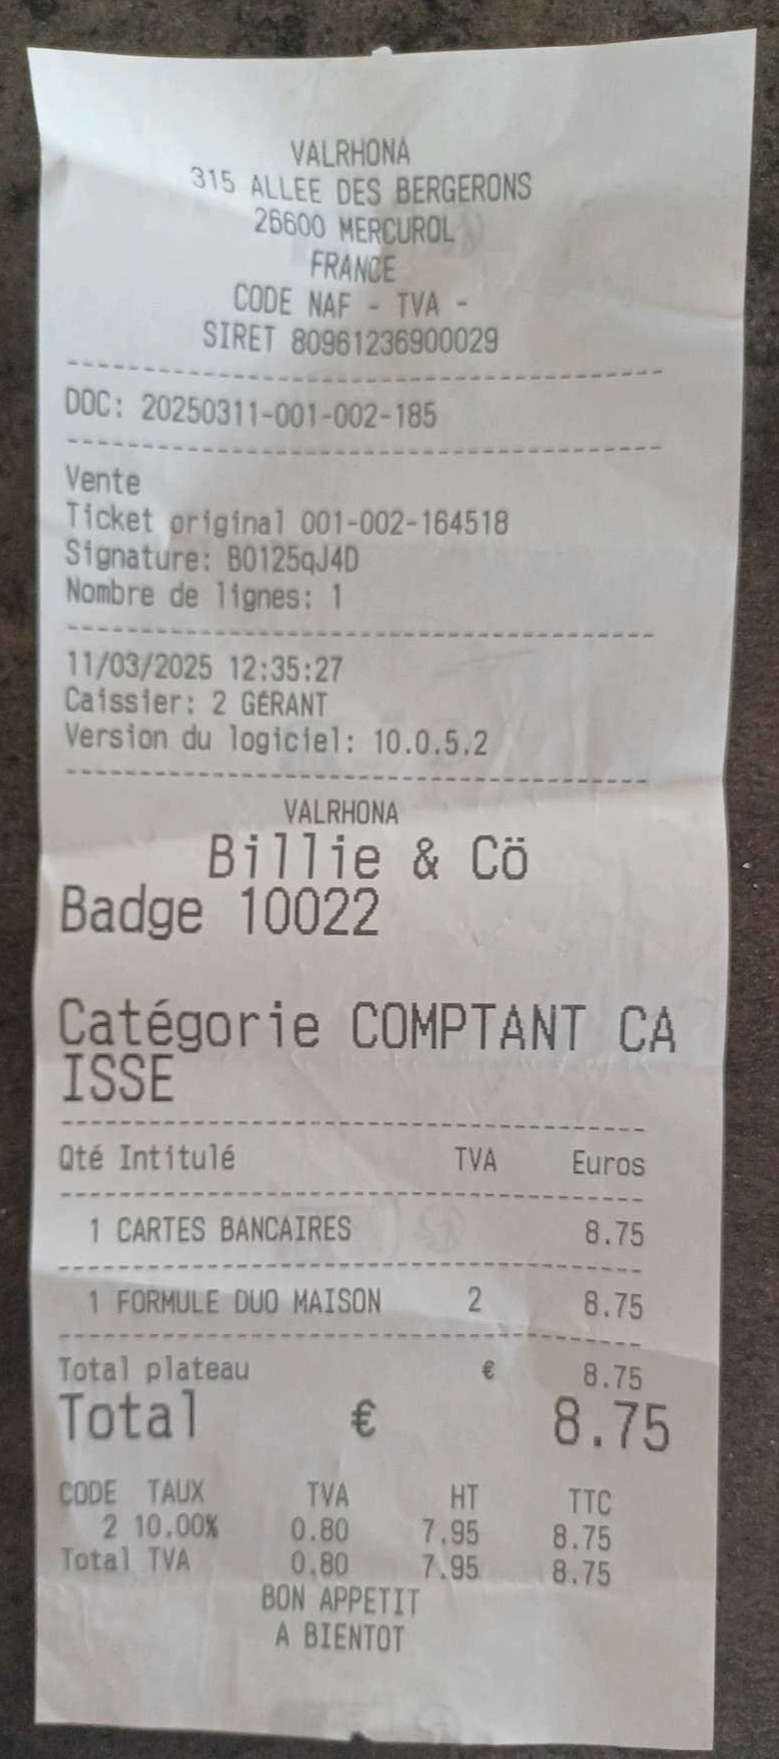 VALRHONA
315 ALLEE DES BERGERONS
26600 MERCUROL
FRANCE
CODE NAF - TVA -
SIRET 80961236900029
DOC: 20250311-001-002-185
Vente
Ticket original 001-002-164518
Signature: B0125qJ4D
Nombre de lignes: 1
11/03/2025 12:35:27
Caissier: 2 GÉRANT
Version du logiciel: 10.0.5.2
VALRHONA
Billie & Cö
Badge 10022
Catégorie COMPTANT CA
ISSE
Qté Intitulé TVA Euros
1 CARTES BANCAIRES 8.75
1 FORMULE DUO MAISON 2 8.75
Total plateau € 8.75
Total € 8.75
CODE TAUX TVA HT TTC
2 10.00% 0.80 7.95 8.75
Total TVA 0.80 7.95 8.75
BON APPETIT
A BIENTOT